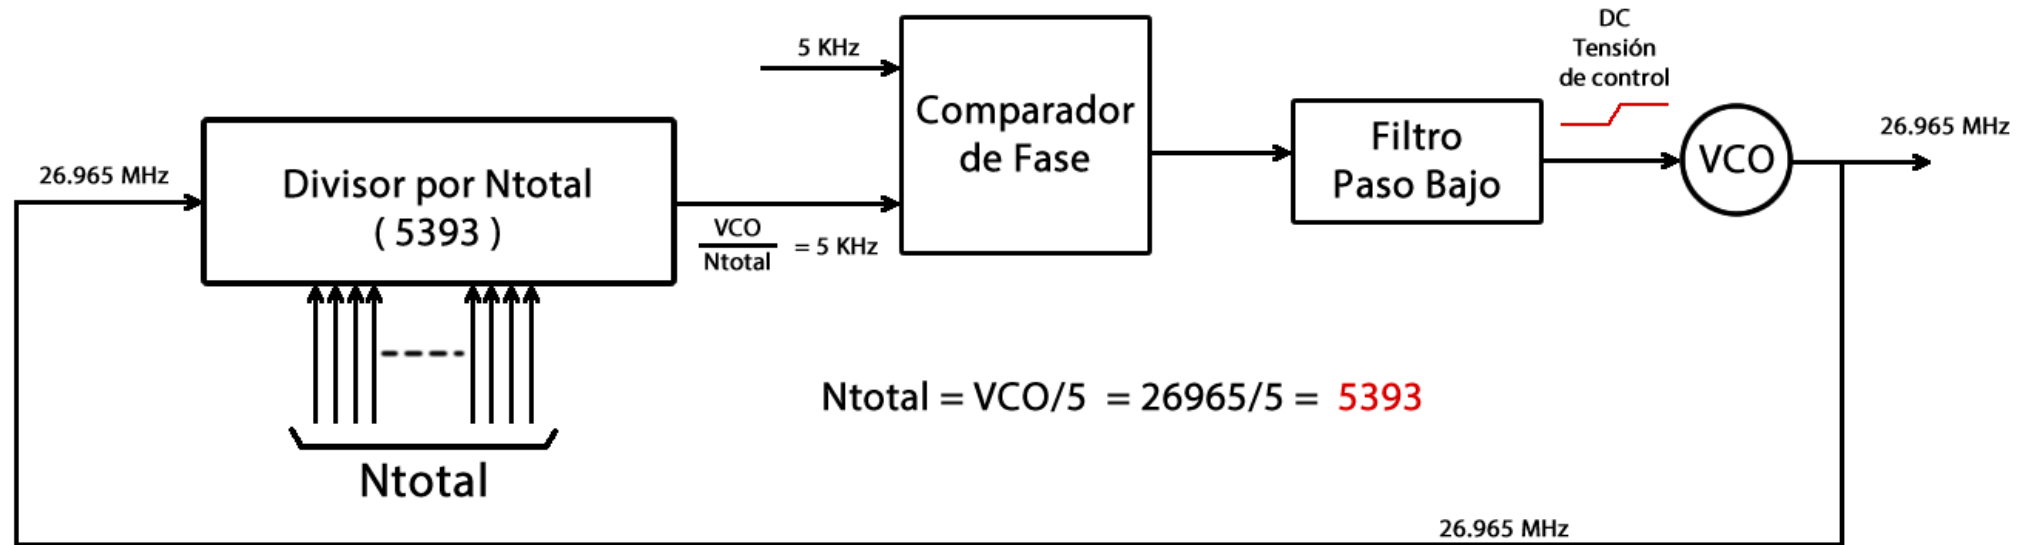 DC
Tensión
de control
5 KHz
Comparador
de Fase
Filtro
Paso Bajo
VCO
26.965 MHz
26.965 MHz
Divisor por Ntotal
( 5393 )
VCO
Ntotal
= 5 KHz
Ntotal = VCO/5 = 26965/5 = 5393
Ntotal
26.965 MHz